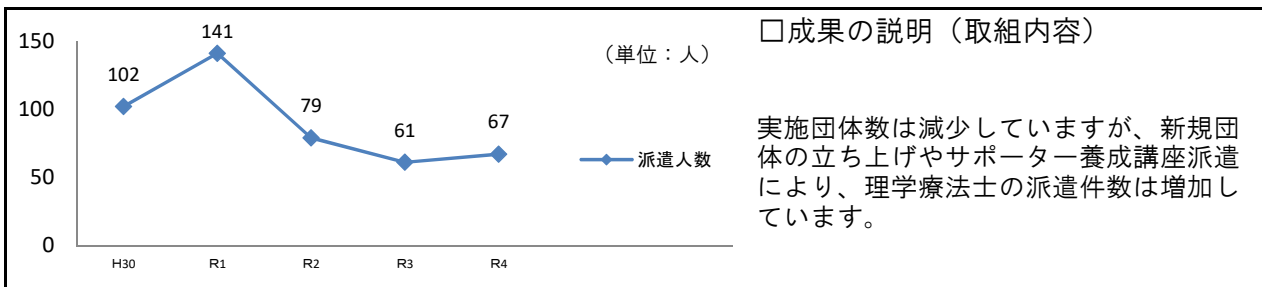 150
100
50
0
102
141
79
61
67
H30
R1
R2
R3
R4
（単位：人）
派遣人数
□成果の説明（取組内容）
実施団体数は減少していますが、新規団
体の立ち上げやサポーター養成講座派遣
により、理学療法士の派遣件数は増加し
ています。